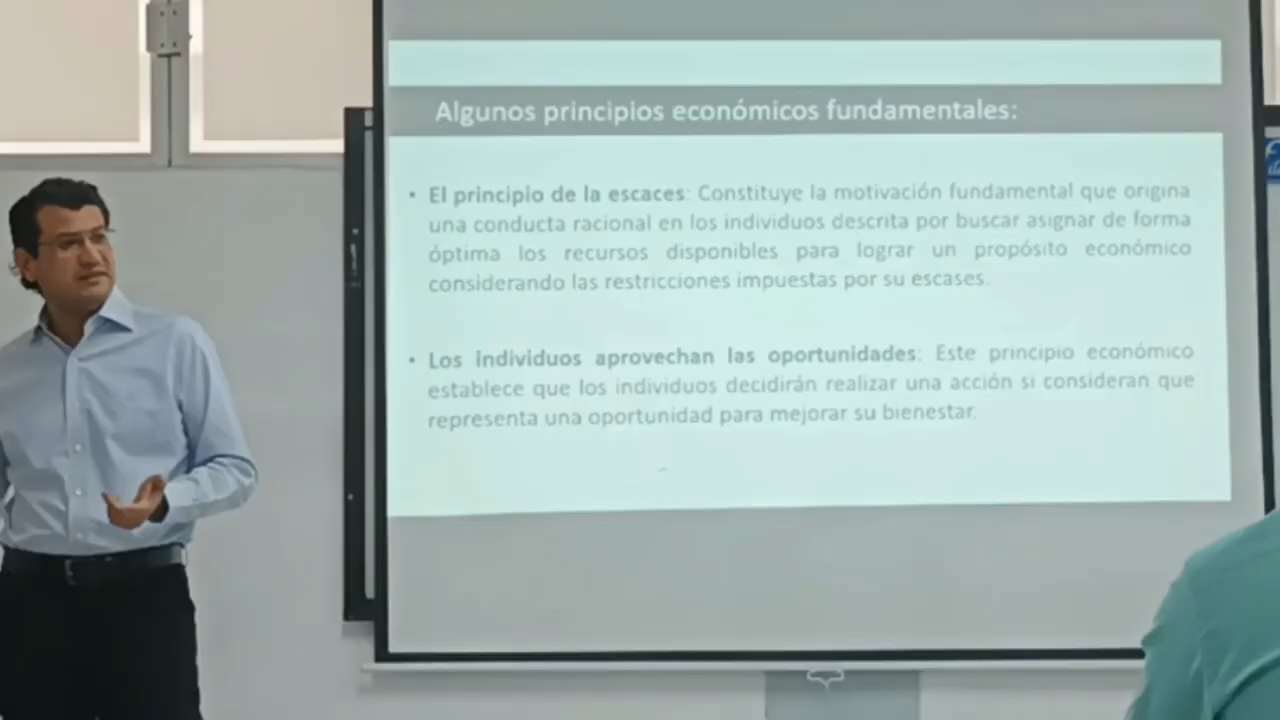 Algunos principios económicos fundamentales:
• El principio de la escaces: Constituye la motivación fundamental que origina
una conducta racional en los individuos descrita por buscar asignar de forma
óptima los recursos disponibles para lograr un propósito económico
considerando las restricciones impuestas por su escases.
• Los individuos aprovechan las oportunidades: Este principio económico
establece que los individuos decidirán realizar una acción si consideran que
representa una oportunidad para mejorar su bienestar.